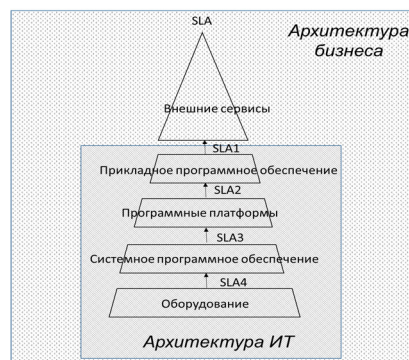 SLA
Архитектура
бизнеса
Внешние сервисы
SLA1
Прикладное программное обеспечение
SLA2
Программные платформы
SLA3
Системное программное обеспечение
SLA4
Оборудование
Архитектура ИТ